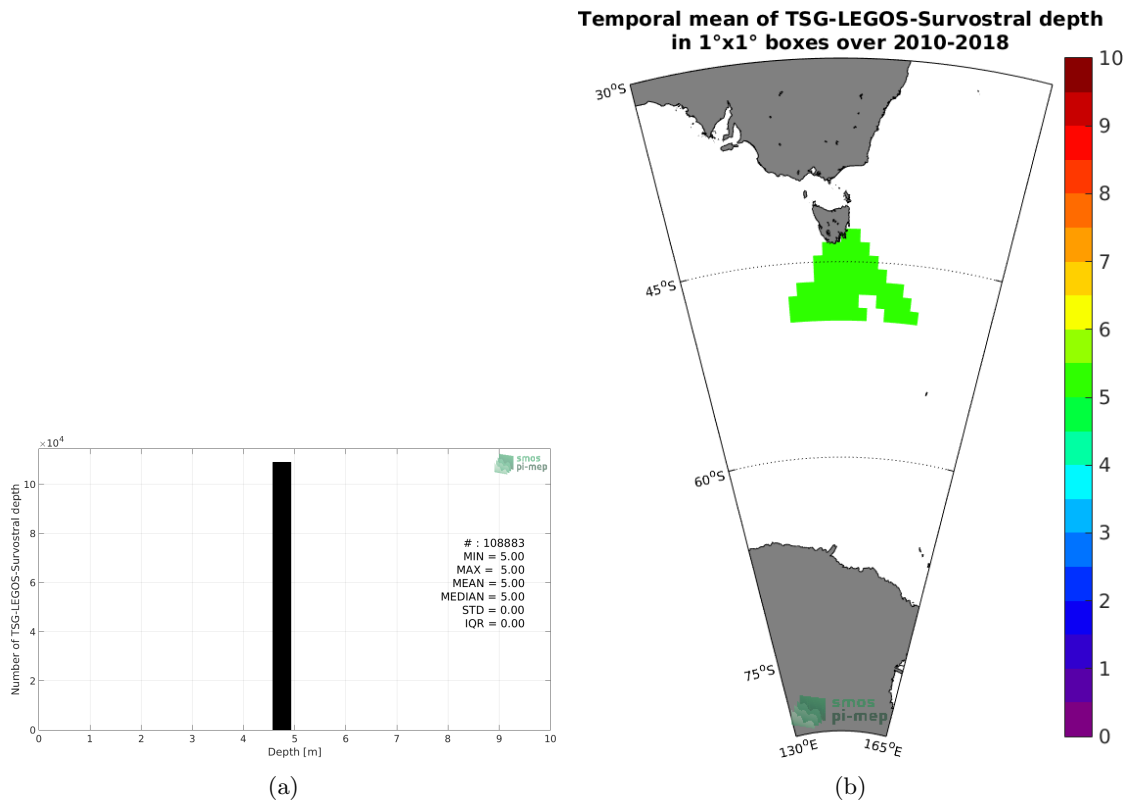 Temporal mean of TSG-LEGOS-Survostral depth
in 1°x1° boxes over 2010-2018
30°S
45°S
60°S
75°S
130°E
165°E
10
9
8
7
6
5
4
3
2
1
0
smos
pi-mep
(b)
×10⁴
10
8
6
4
2
0
Number of TSG-LEGOS-Survostral depth
smos
pi-mep
# : 108883
MIN = 5.00
MAX = 5.00
MEAN = 5.00
MEDIAN = 5.00
STD = 0.00
IQR = 0.00
0 1 2 3 4 5 6 7 8 9 10
Depth [m]
(a)